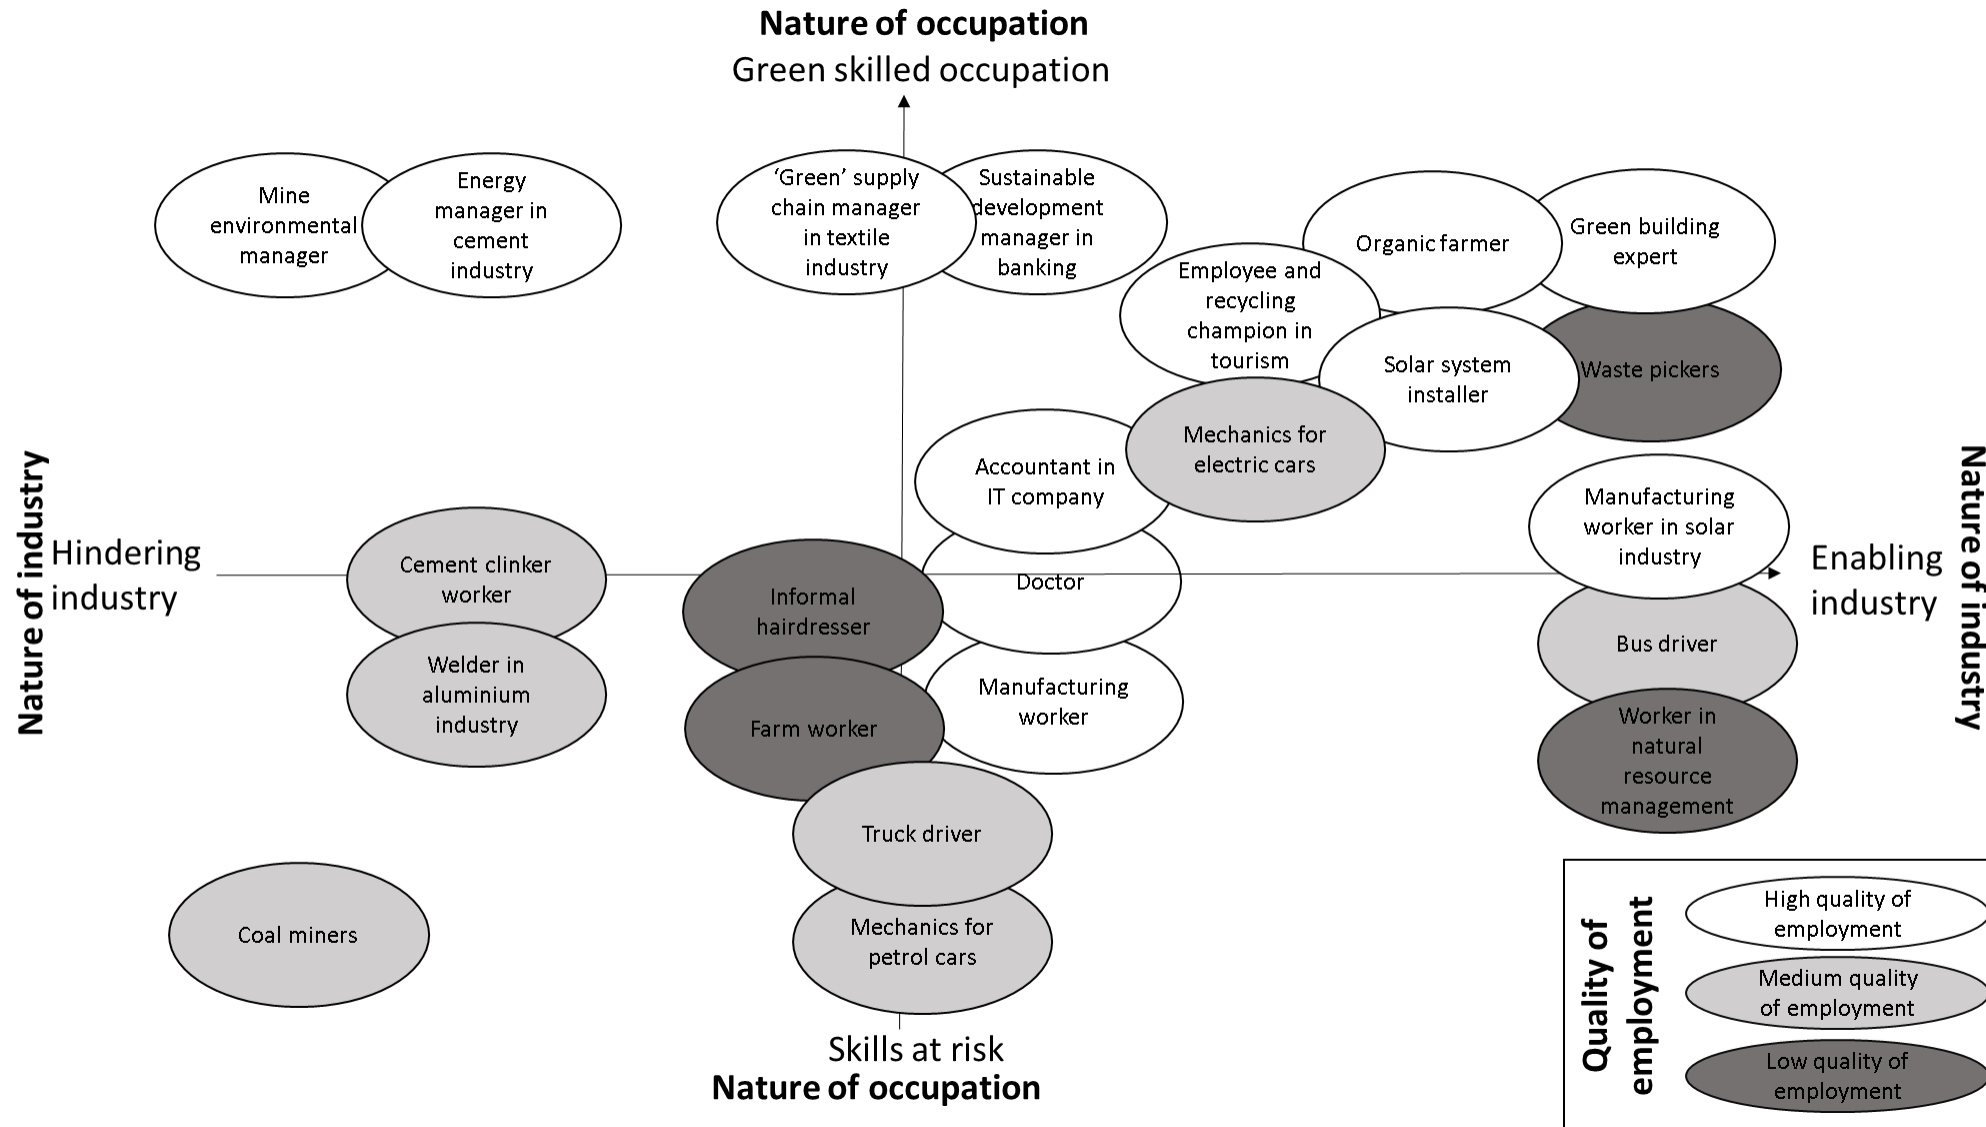 Nature of occupation
Green skilled occupation
Mine
environmental
manager
Energy
manager in
cement
industry
‘Green’ supply
chain manager
in textile
industry
Sustainable
development
manager in
banking
Organic farmer
Green building
expert
Employee and
recycling
champion in
tourism
Solar system
installer
Waste pickers
Mechanics for
electric cars
Accountant in
IT company
Manufacturing
worker in solar
industry
Nature of industry
Hindering
industry
Cement clinker
worker
Informal
hairdresser
Doctor
Enabling
industry
Nature of industry
Bus driver
Welder in
aluminium
industry
Farm worker
Manufacturing
worker
Worker in
natural
resource
management
Truck driver
Coal miners
Mechanics for
petrol cars
Skills at risk
Nature of occupation
Quality of
employment
High quality of
employment
Medium quality
of employment
Low quality of
employment